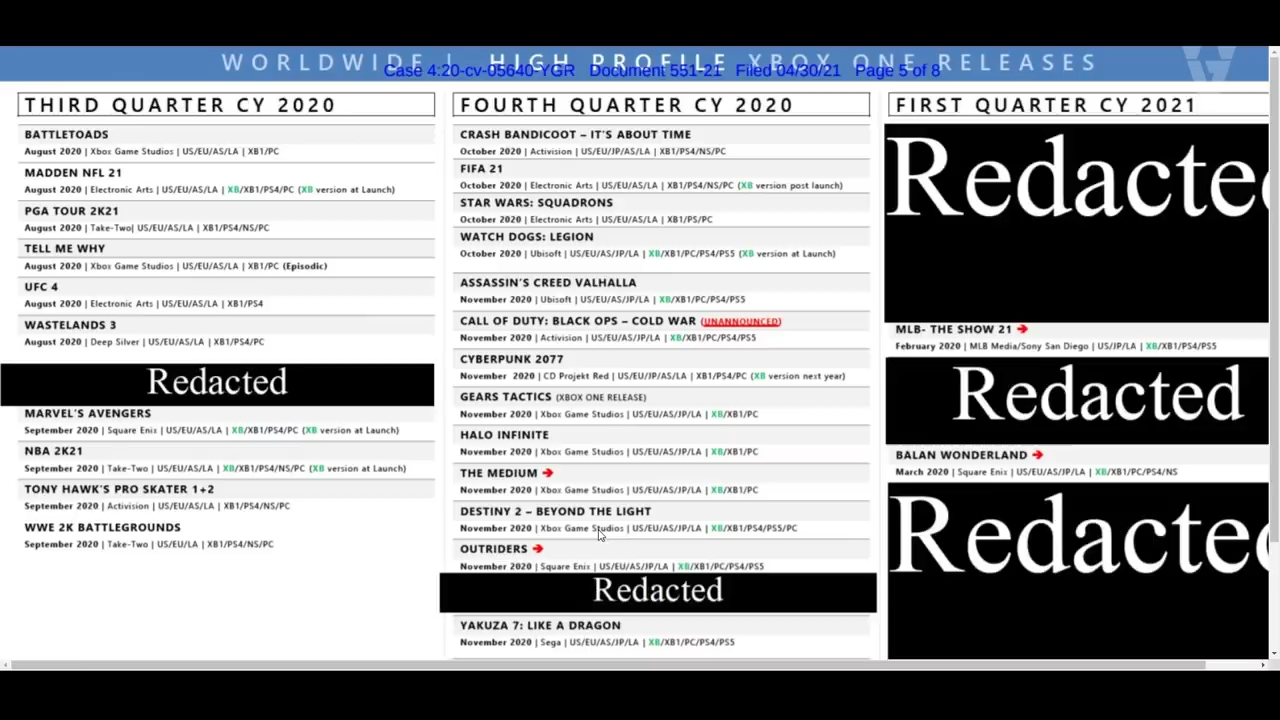 WORLDWIDE | HIGH PROFILE XBOX ONE RELEASES
Case 4:20-cv-05640-YGR Document 551-21 Filed 04/30/21 Page 5 of 8
THIRD QUARTER CY 2020
BATTLETOADS
August 2020 | Xbox Game Studios | US/EU/AS/LA | XB1/PC
MADDEN NFL 21
August 2020 | Electronic Arts | US/EU/AS/LA | XB/XB1/PS4/PC (XB version at Launch)
PGA TOUR 2K21
August 2020 | Take-Two| US/EU/AS/LA | XB1/PS4/NS/PC
TELL ME WHY
August 2020 | Xbox Game Studios | US/EU/AS/LA | XB1/PC (Episodic)
UFC 4
August 2020 | Electronic Arts | US/EU/AS/LA | XB1/PS4
WASTELANDS 3
August 2020 | Deep Silver | US/EU/AS/LA | XB1/PS4/PC
Redacted
MARVEL'S AVENGERS
September 2020 | Square Enix | US/EU/AS/LA | XB/XB1/PS4/PC (XB version at Launch)
NBA 2K21
September 2020 | Take-Two | US/EU/AS/LA | XB/XB1/PS4/NS/PC (XB version at Launch)
TONY HAWK'S PRO SKATER 1+2
September 2020 | Activision | US/EU/AS/LA | XB1/PS4/NS/PC
WWE 2K BATTLEGROUNDS
September 2020 | Take-Two | US/EU/LA | XB1/PS4/NS/PC
FOURTH QUARTER CY 2020
CRASH BANDICOOT – IT'S ABOUT TIME
October 2020 | Activision | US/EU/JP/AS/LA | XB1/PS4/NS/PC
FIFA 21
October 2020 | Electronic Arts | US/EU/AS/LA | XB1/PS4/NS/PC (XB version post launch)
STAR WARS: SQUADRONS
October 2020 | Electronic Arts | US/EU/AS/LA | XB1/PS/PC
WATCH DOGS: LEGION
October 2020 | Ubisoft | US/EU/AS/JP/LA | XB/XB1/PC/PS4/PS5 (XB version at Launch)
ASSASSIN'S CREED VALHALLA
November 2020 | Ubisoft | US/EU/AS/JP/LA | XB/XB1/PC/PS4/PS5
CALL OF DUTY: BLACK OPS – COLD WAR (UNANNOUNCED)
November 2020 | Activision | US/EU/AS/JP/LA | XB/XB1/PC/PS4/PS5
CYBERPUNK 2077
November 2020 | CD Projekt Red | US/EU/JP/AS/LA | XB1/PS4/PC (XB version next year)
GEARS TACTICS (XBOX ONE RELEASE)
November 2020 | Xbox Game Studios | US/EU/AS/JP/LA | XB/XB1/PC
HALO INFINITE
November 2020 | Xbox Game Studios | US/EU/AS/JP/LA | XB/XB1/PC
THE MEDIUM ➔
November 2020 | Xbox Game Studios | US/EU/AS/JP/LA | XB/XB1/PC
DESTINY 2 – BEYOND THE LIGHT
November 2020 | Xbox Game Studios | US/EU/AS/JP/LA | XB/XB1/PS4/PS5/PC
OUTRIDERS ➔
November 2020 | Square Enix | US/EU/AS/JP/LA | XB/XB1/PC/PS4/PS5
Redacted
YAKUZA 7: LIKE A DRAGON
November 2020 | Sega | US/EU/AS/JP/LA | XB/XB1/PC/PS4/PS5
FIRST QUARTER CY 2021
Redacted
MLB- THE SHOW 21 ➔
February 2020 | MLB Media/Sony San Diego | US/JP/LA | XB/XB1/PS4/PS5
Redacted
BALAN WONDERLAND ➔
March 2020 | Square Enix | US/EU/AS/JP/LA | XB/XB1/PC/PS4/NS
Redacted